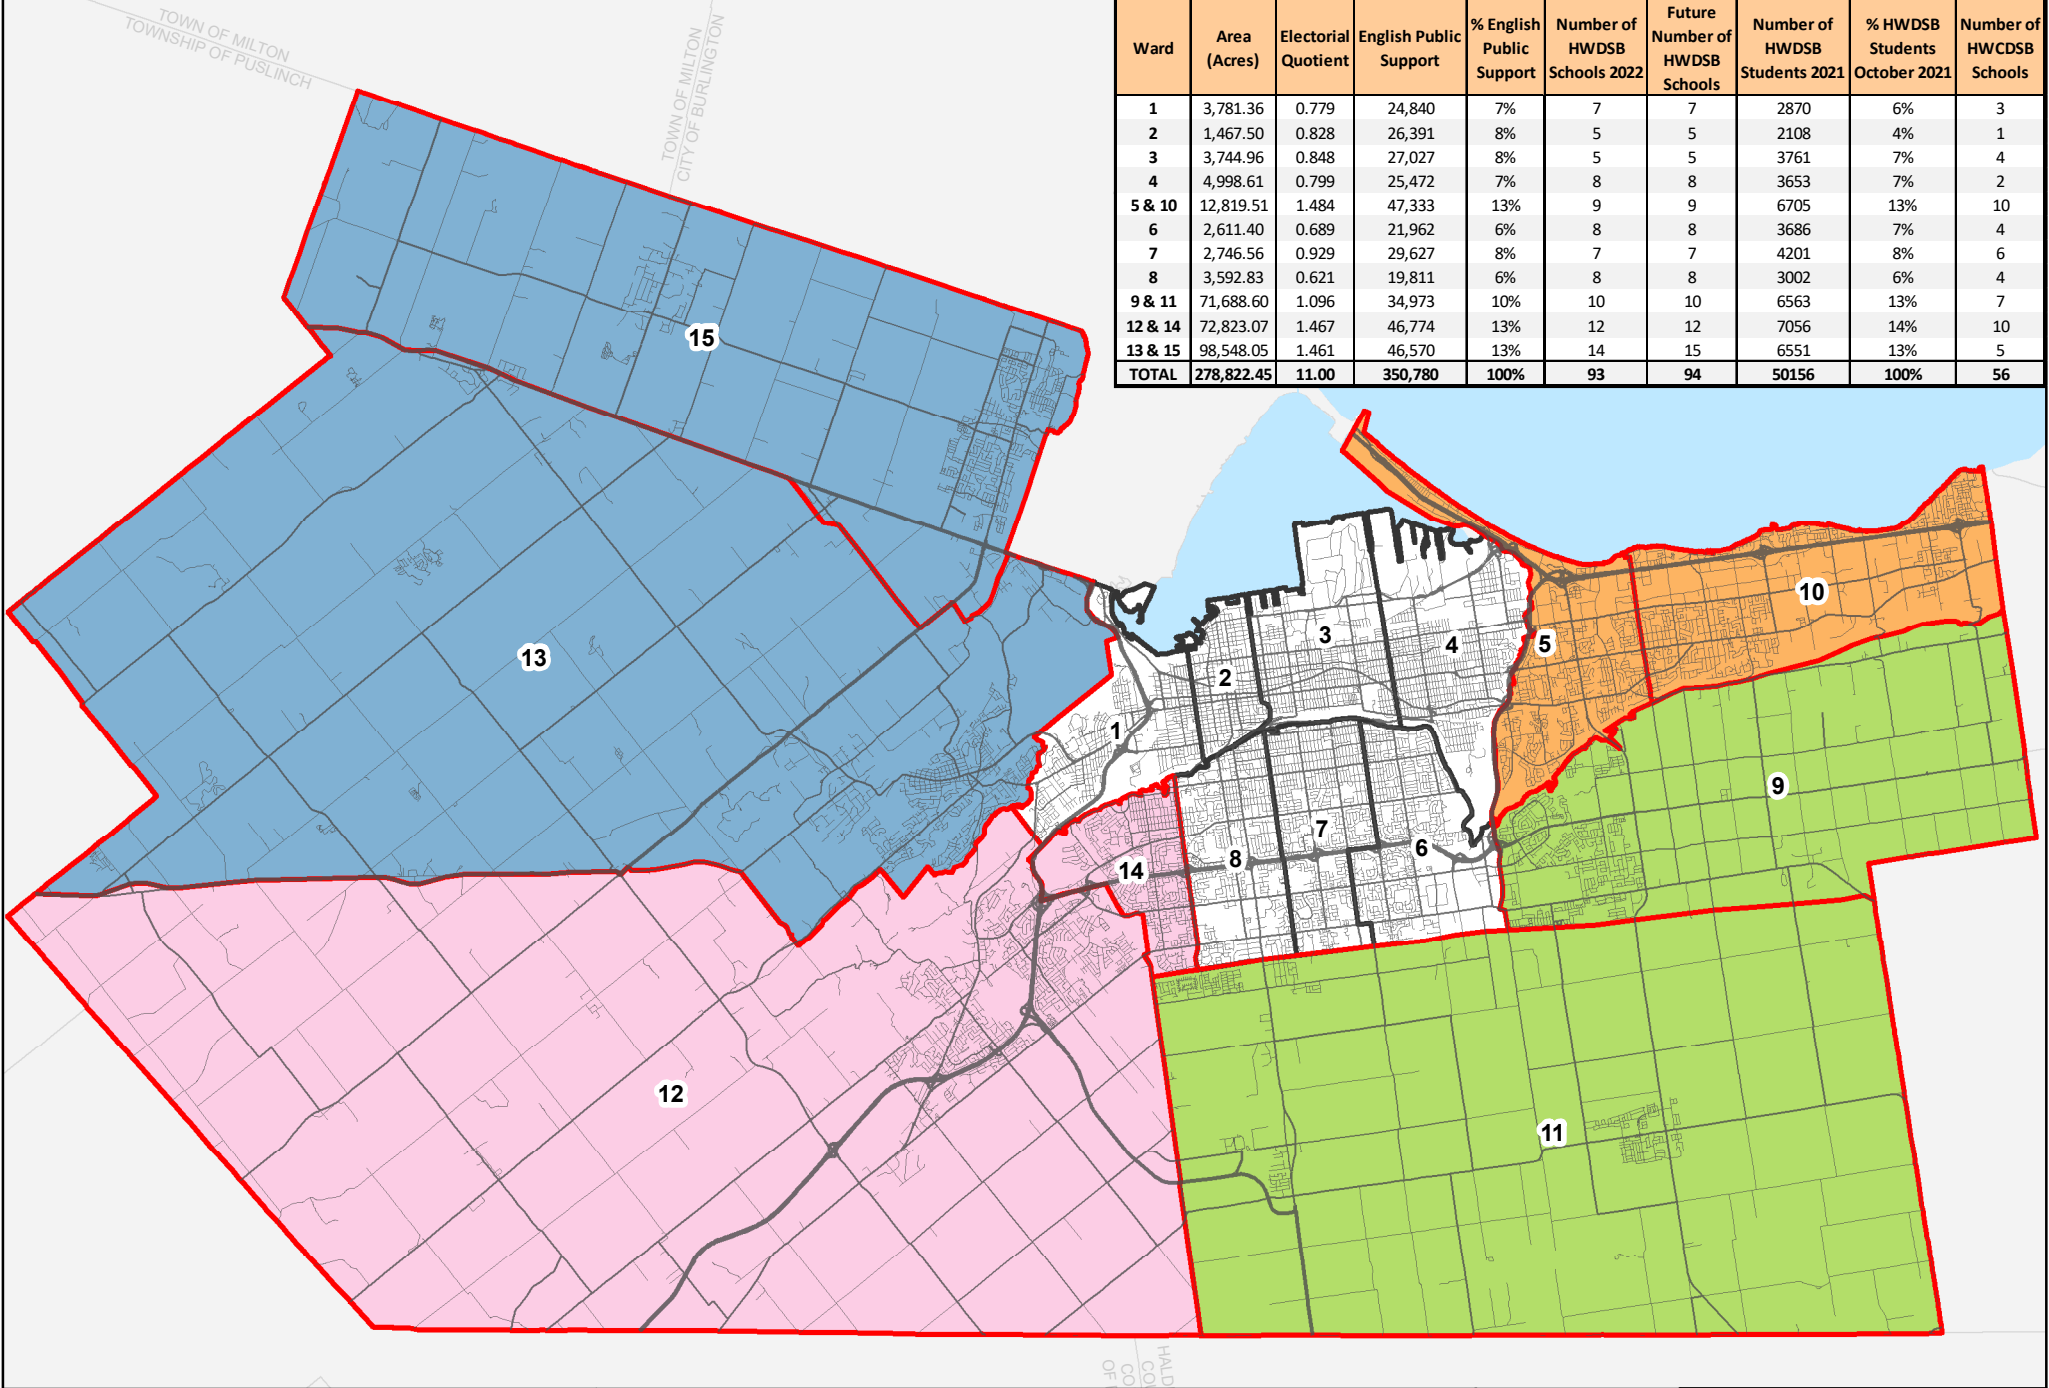 TOWN OF MILTON
TOWNSHIP OF PUSLINCH
TOWN OF MILTON
CITY OF BURLINGTON
Ward Area (Acres) Electorial Quotient English Public Support % English Public Support Number of HWDSB Schools 2022 Future Number of HWDSB Schools Number of HWDSB Students 2021 % HWDSB Students October 2021 Number of HWCDSB Schools
1 3,781.36 0.779 24,840 7% 7 7 2870 6% 3
2 1,467.50 0.828 26,391 8% 5 5 2108 4% 1
3 3,744.96 0.848 27,027 8% 5 5 3761 7% 4
4 4,998.61 0.799 25,472 7% 8 8 3653 7% 2
5 & 10 12,819.51 1.484 47,333 13% 9 9 6705 13% 10
6 2,611.40 0.689 21,962 6% 8 8 3686 7% 4
7 2,746.56 0.929 29,627 8% 7 7 4201 8% 6
8 3,592.83 0.621 19,811 6% 8 8 3002 6% 4
9 & 11 71,688.60 1.096 34,973 10% 10 10 6563 13% 7
12 & 14 72,823.07 1.467 46,774 13% 12 12 7056 14% 10
13 & 15 98,548.05 1.461 46,570 13% 14 15 6551 13% 5
TOTAL 278,822.45 11.00 350,780 100% 93 94 50156 100% 56
15
10
3
5
4
13
2
1
9
7
6
8
14
12
11
HALD
COU
CO
OF